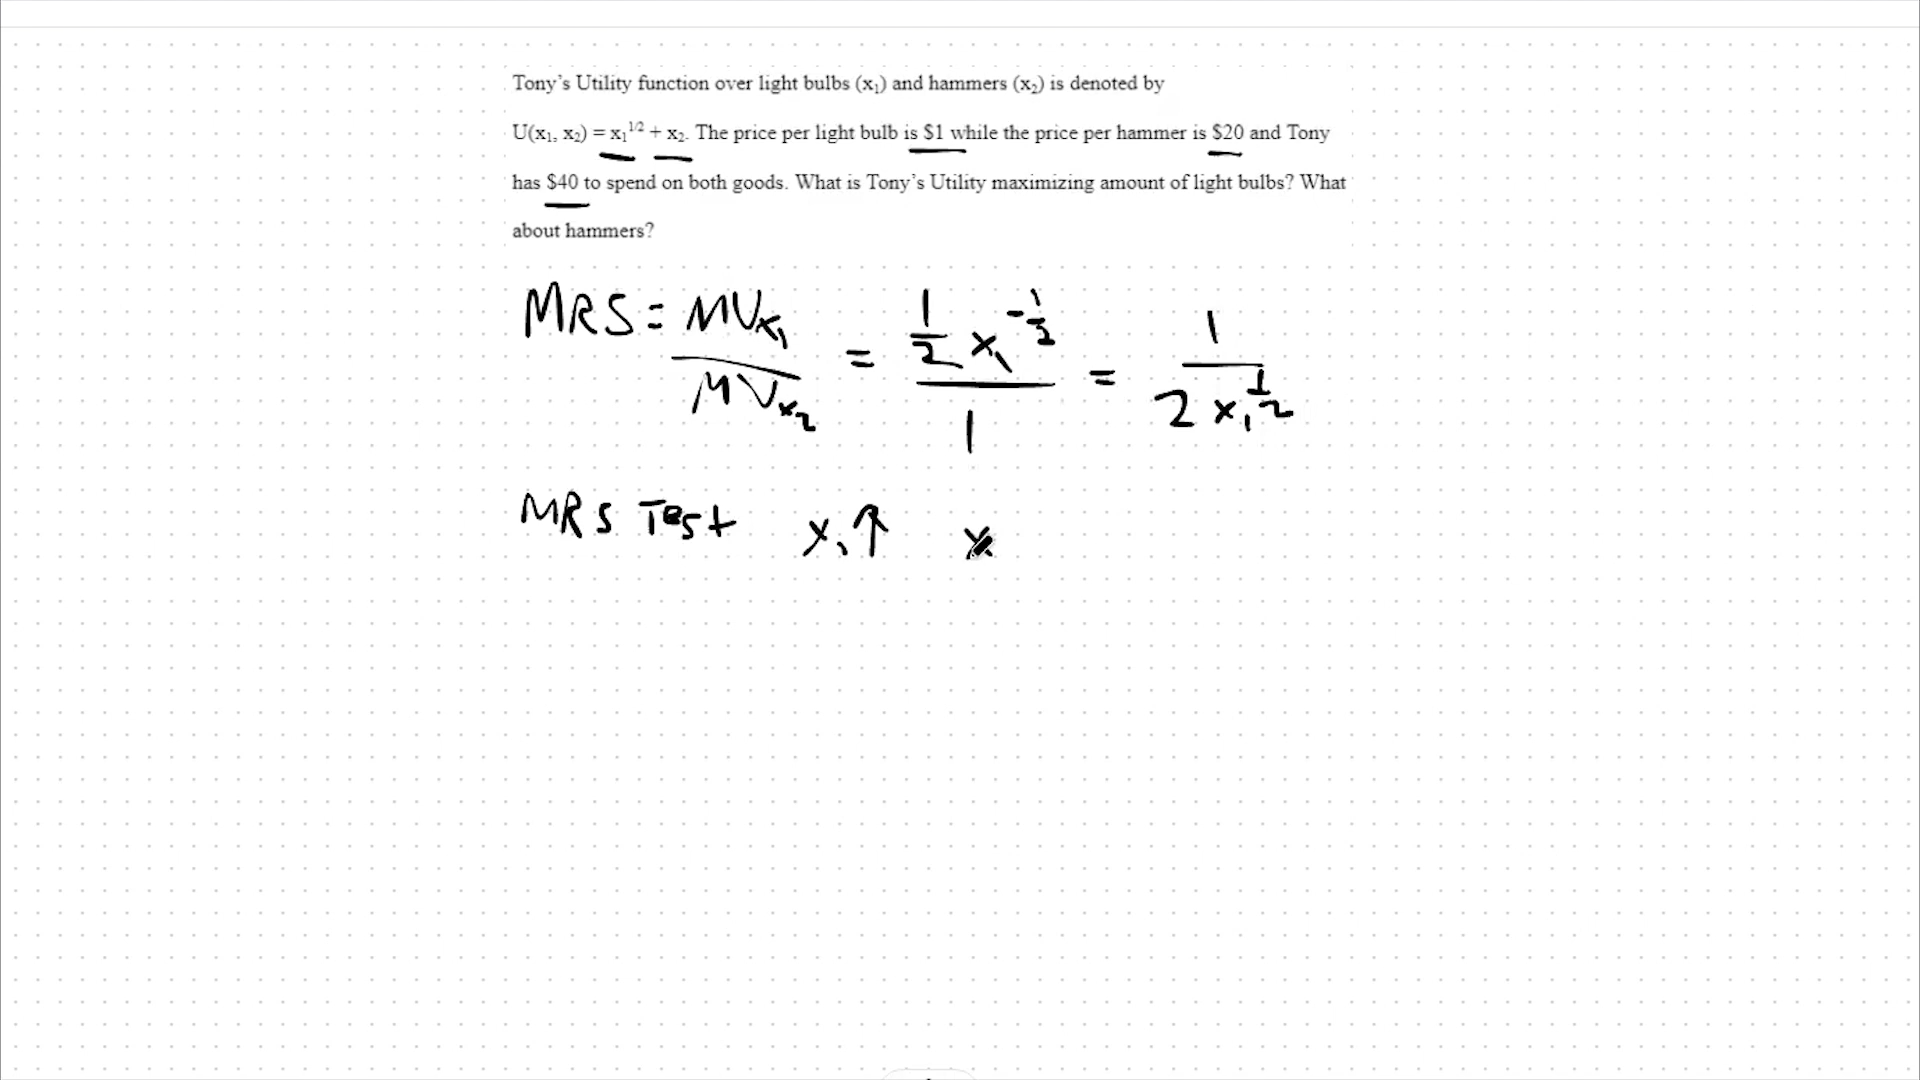 Tony's Utility function over light bulbs (x₁) and hammers (x₂) is denoted by
U(x₁, x₂) = x₁^1/2 + x₂. The price per light bulb is $1 while the price per hammer is $20 and Tony
has $40 to spend on both goods. What is Tony's Utility maximizing amount of light bulbs? What
about hammers?
MRS = MUx₁ / MUx₂ = 1/2 x₁^-1/2 / 1 = 1 / 2x₁^1/2
MRS Test x₁↑ x